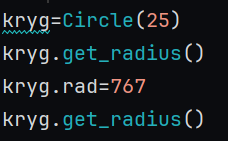 kryg=Circle(25)
kryg.get_radius()
kryg.rad=767
kryg.get_radius()